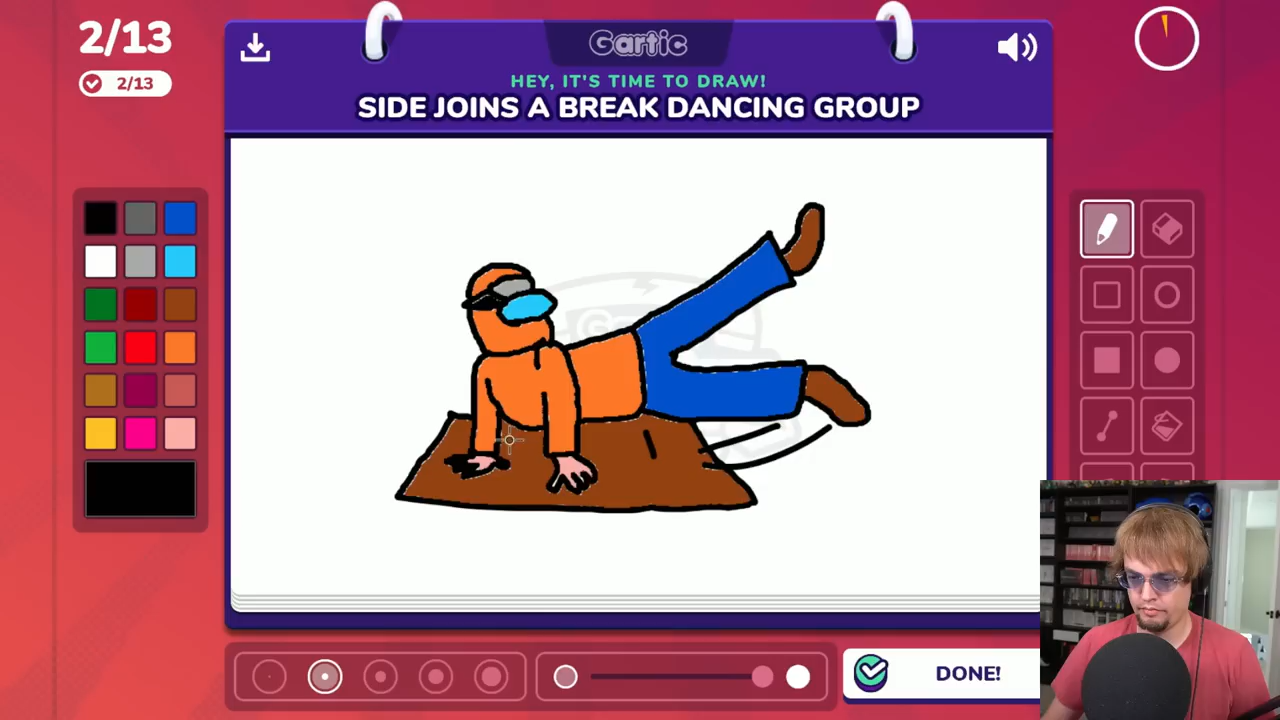 2/13
2/13
Gartic
HEY, IT'S TIME TO DRAW!
SIDE JOINS A BREAK DANCING GROUP
DONE!